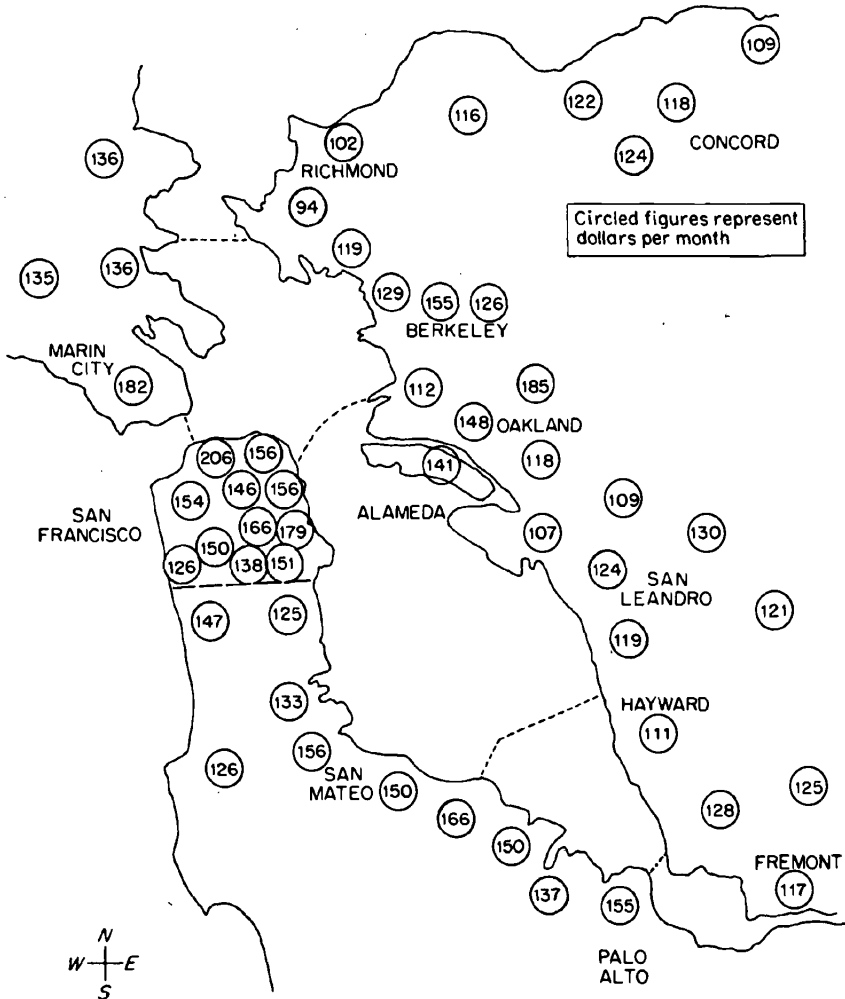 109
122
118
116
102
RICHMOND
CONCORD
124
136
94
Circled figures represent
dollars per month
119
136
135
129
155
126
BERKELEY
MARIN
CITY
182
112
185
148
OAKLAND
206
156
141
118
154
146
156
ALAMEDA
109
SAN
FRANCISCO
166
179
107
130
150
126
138
151
124
SAN
LEANDRO
147
125
121
119
133
HAYWARD
111
156
126
SAN
MATEO
150
125
128
166
150
FREMONT
117
137
155
PALO
ALTO
N
W
E
S